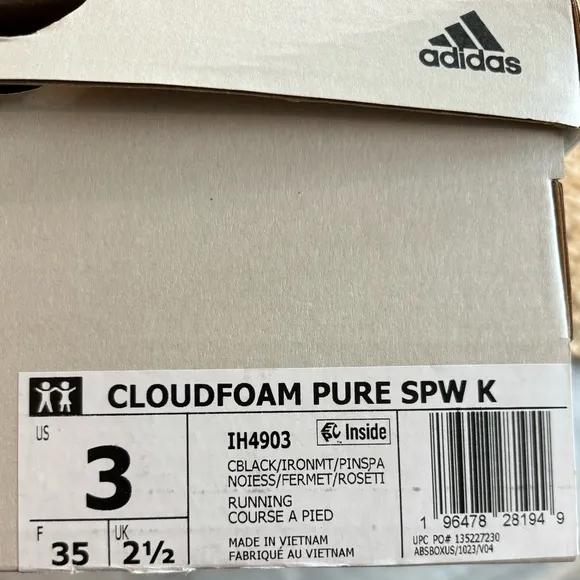 adidas
CLOUDFOAM PURE SPW K
US
3
F
35
UK
2½
IH4903
Inside
CBLACK/IRONMT/PINSPA
NOIESS/FERMET/ROSETI
RUNNING
COURSE A PIED
MADE IN VIETNAM
FABRIQUÉ AU VIETNAM
1 96478 28194 9
UPC PO# 135227230
ABSBOXUS/1023/V04